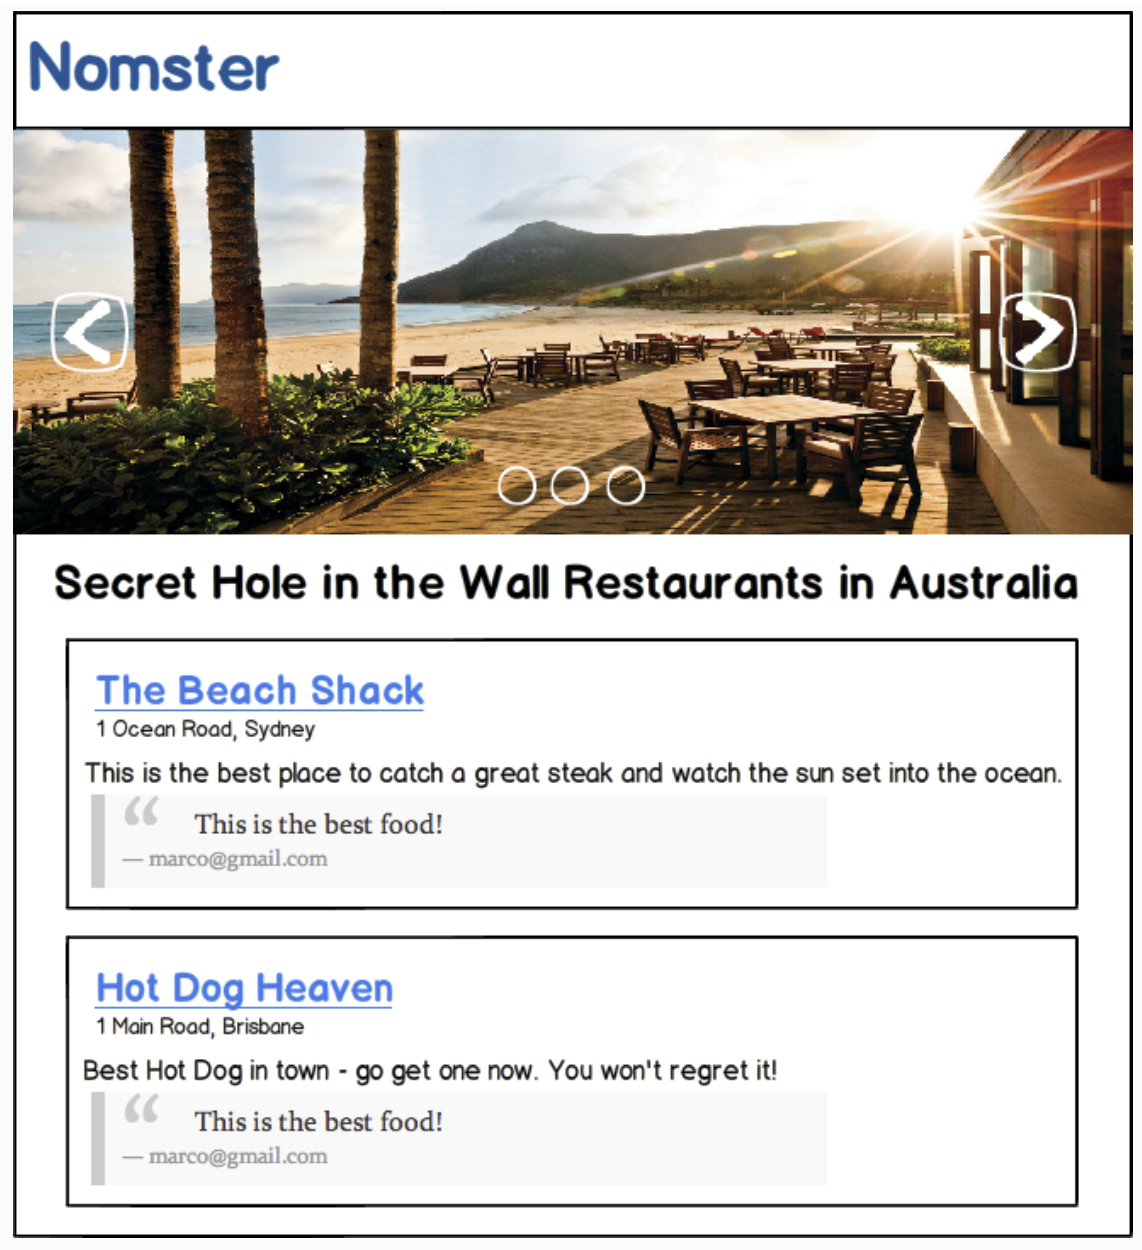 Nomster
Secret Hole in the Wall Restaurants in Australia
The Beach Shack
1 Ocean Road, Sydney
This is the best place to catch a great steak and watch the sun set into the ocean.
“ This is the best food!
— marco@gmail.com
Hot Dog Heaven
1 Main Road, Brisbane
Best Hot Dog in town - go get one now. You won't regret it!
“ This is the best food!
— marco@gmail.com